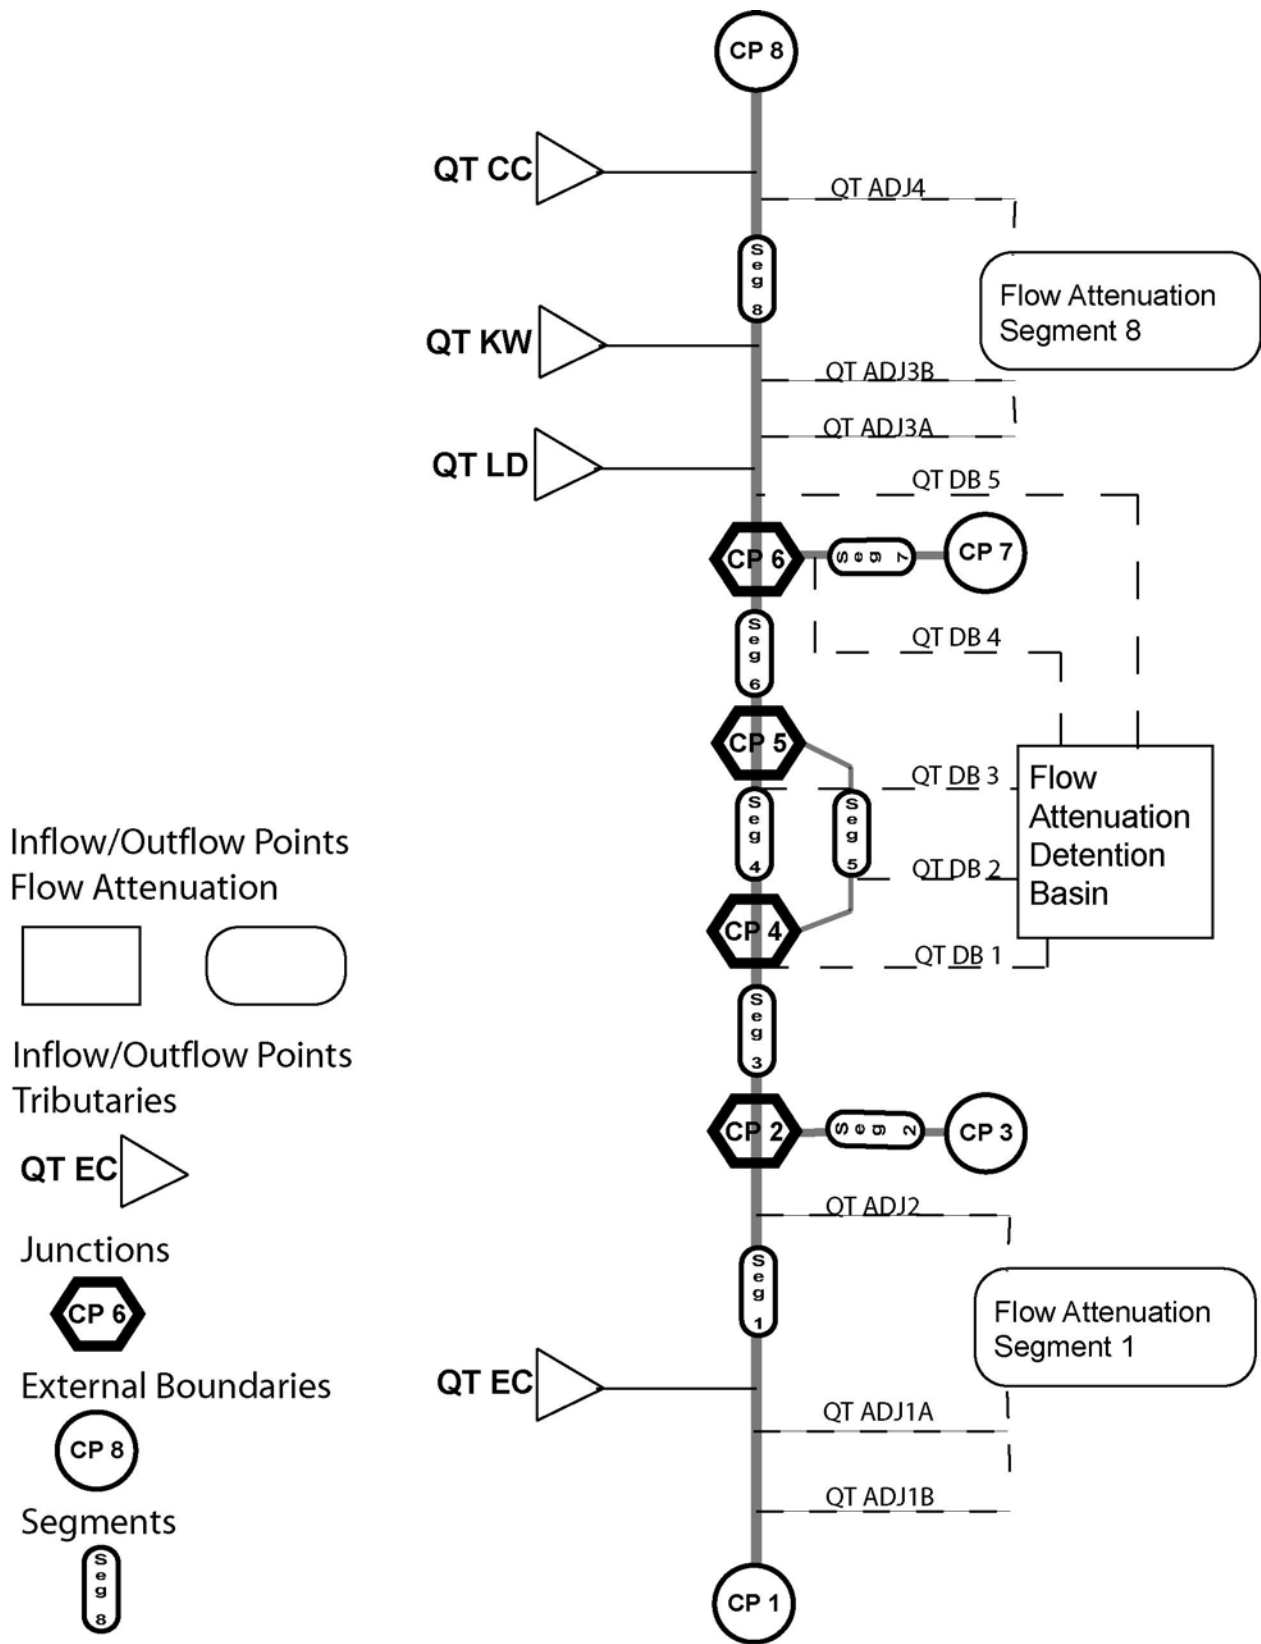 CP 8
QT CC
QT ADJ4
Seg 8
Flow Attenuation
Segment 8
QT KW
QT ADJ3B
QT ADJ3A
QT LD
QT DB 5
CP 6
Seg 7
CP 7
Seg 6
QT DB 4
CP 5
Flow
Attenuation
Detention
Basin
QT DB 3
Seg 4
Seg 5
QT DB 2
CP 4
QT DB 1
Seg 3
CP 2
Seg 2
CP 3
QT ADJ2
Seg 1
Flow Attenuation
Segment 1
QT EC
QT ADJ1A
QT ADJ1B
CP 1
Inflow/Outflow Points
Flow Attenuation
Inflow/Outflow Points
Tributaries
QT EC
Junctions
CP 6
External Boundaries
CP 8
Segments
Seg 8